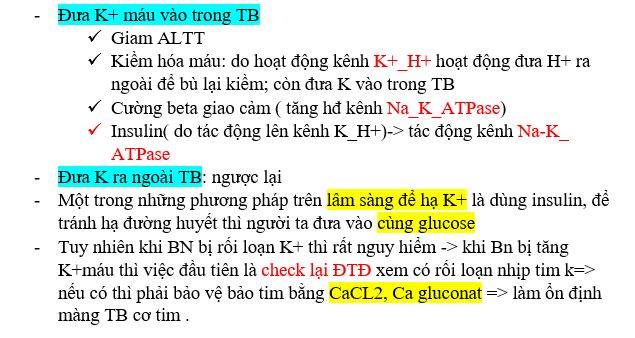 - Đưa K+ máu vào trong TB
✓ Giam ALTT
✓ Kiềm hóa máu: do hoạt động kênh K+_H+ hoạt động đưa H+ ra
ngoài để bù lại kiềm; còn đưa K vào trong TB
✓ Cường beta giao cảm ( tăng hđ kênh Na_K_ATPase)
✓ Insulin( do tác động lên kênh K_H+)-> tác động kênh Na-K_
ATPase
- Đưa K ra ngoài TB: ngược lại
- Một trong những phương pháp trên lâm sàng để hạ K+ là dùng insulin, để
tránh hạ đường huyết thì người ta đưa vào cùng glucose
- Tuy nhiên khi BN bị rối loạn K+ thì rất nguy hiểm -> khi Bn bị tăng
K+máu thì việc đầu tiên là check lại ĐTĐ xem có rối loạn nhịp tim k=>
nếu có thì phải bảo vệ bảo tim bằng CaCL2, Ca gluconat => làm ổn định
màng TB cơ tim .